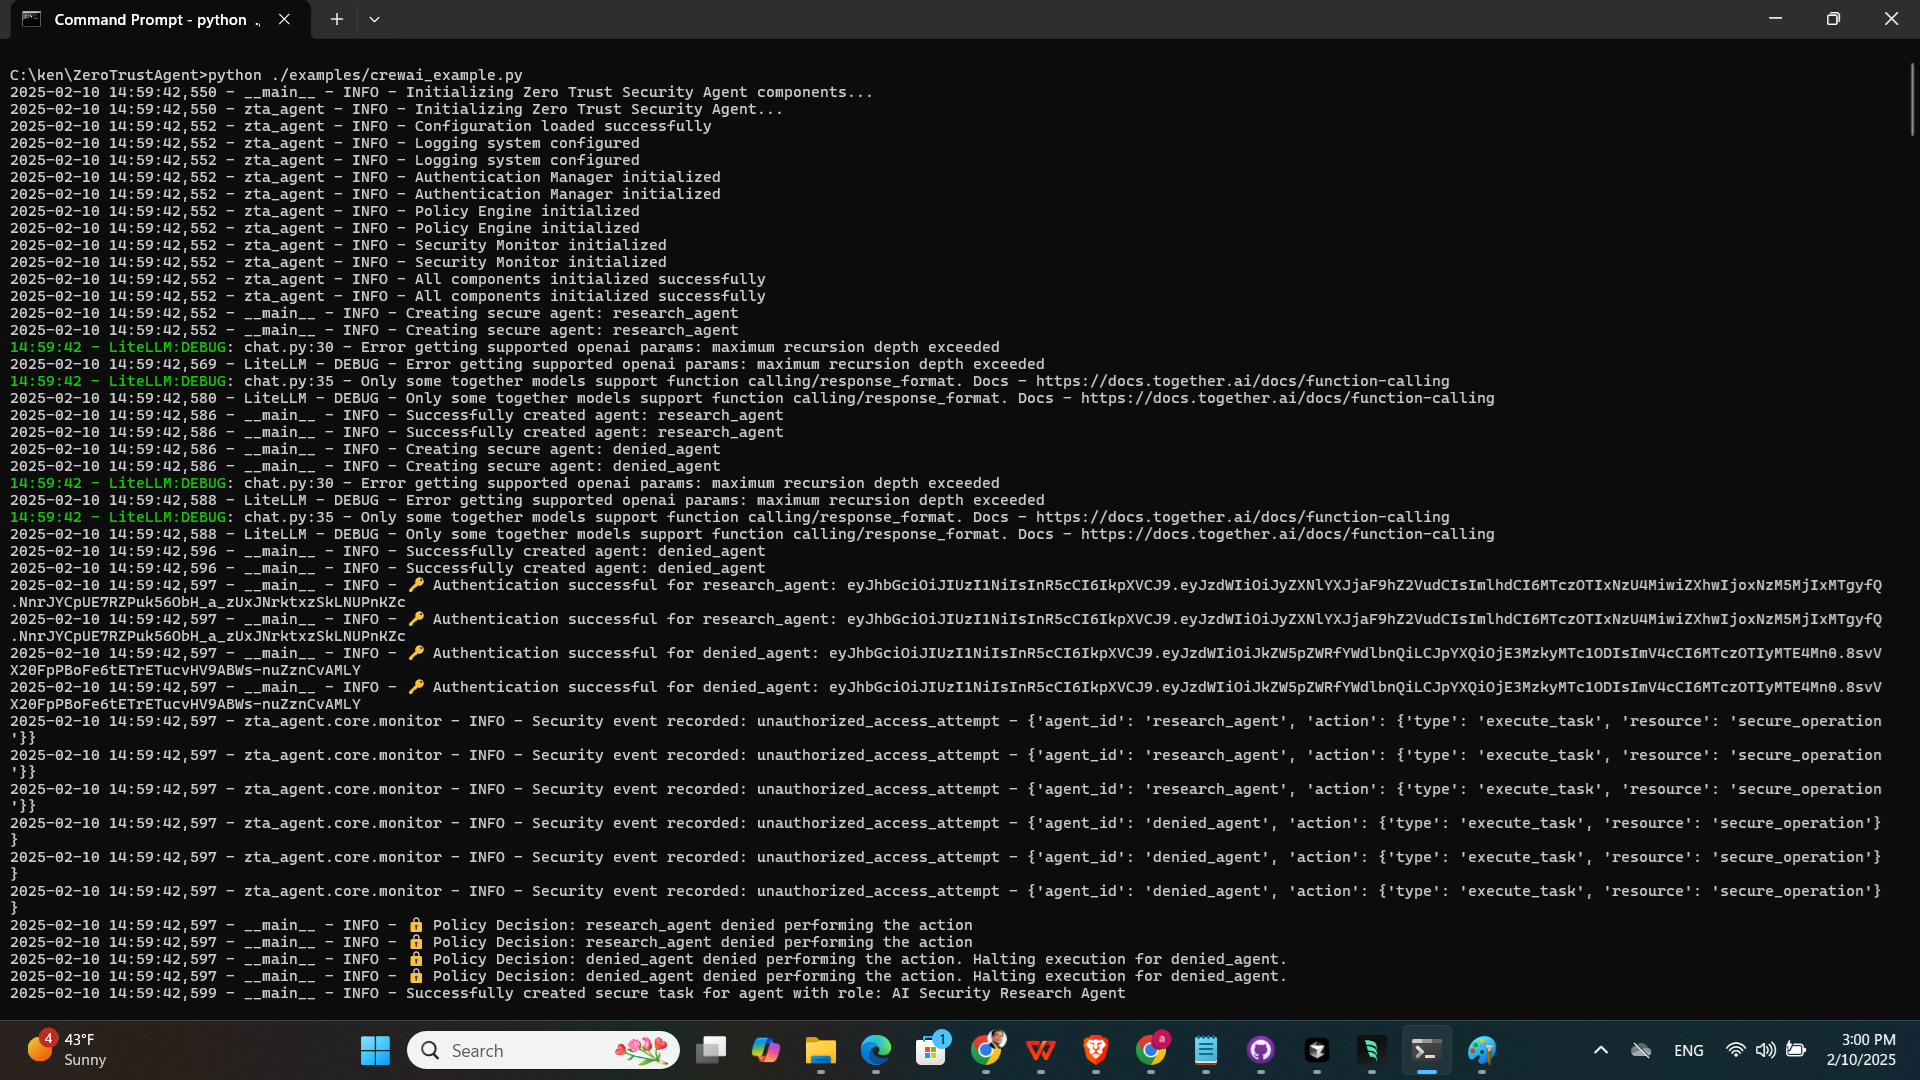 Command Prompt - python  .
C:\ken\ZeroTrustAgent>python ./examples/crewai_example.py
2025-02-10 14:59:42,550 - __main__ - INFO - Initializing Zero Trust Security Agent components...
2025-02-10 14:59:42,550 - zta_agent - INFO - Initializing Zero Trust Security Agent...
2025-02-10 14:59:42,552 - zta_agent - INFO - Configuration loaded successfully
2025-02-10 14:59:42,552 - zta_agent - INFO - Logging system configured
2025-02-10 14:59:42,552 - zta_agent - INFO - Logging system configured
2025-02-10 14:59:42,552 - zta_agent - INFO - Authentication Manager initialized
2025-02-10 14:59:42,552 - zta_agent - INFO - Authentication Manager initialized
2025-02-10 14:59:42,552 - zta_agent - INFO - Policy Engine initialized
2025-02-10 14:59:42,552 - zta_agent - INFO - Policy Engine initialized
2025-02-10 14:59:42,552 - zta_agent - INFO - Security Monitor initialized
2025-02-10 14:59:42,552 - zta_agent - INFO - Security Monitor initialized
2025-02-10 14:59:42,552 - zta_agent - INFO - All components initialized successfully
2025-02-10 14:59:42,552 - zta_agent - INFO - All components initialized successfully
2025-02-10 14:59:42,552 - __main__ - INFO - Creating secure agent: research_agent
2025-02-10 14:59:42,552 - __main__ - INFO - Creating secure agent: research_agent
14:59:42 - LiteLLM:DEBUG: chat.py:30 - Error getting supported openai params: maximum recursion depth exceeded
2025-02-10 14:59:42,569 - LiteLLM - DEBUG - Error getting supported openai params: maximum recursion depth exceeded
14:59:42 - LiteLLM:DEBUG: chat.py:35 - Only some together models support function calling/response_format. Docs - https://docs.together.ai/docs/function-calling
2025-02-10 14:59:42,580 - LiteLLM - DEBUG - Only some together models support function calling/response_format. Docs - https://docs.together.ai/docs/function-calling
2025-02-10 14:59:42,586 - __main__ - INFO - Successfully created agent: research_agent
2025-02-10 14:59:42,586 - __main__ - INFO - Successfully created agent: research_agent
2025-02-10 14:59:42,586 - __main__ - INFO - Creating secure agent: denied_agent
2025-02-10 14:59:42,586 - __main__ - INFO - Creating secure agent: denied_agent
14:59:42 - LiteLLM:DEBUG: chat.py:30 - Error getting supported openai params: maximum recursion depth exceeded
2025-02-10 14:59:42,588 - LiteLLM - DEBUG - Error getting supported openai params: maximum recursion depth exceeded
14:59:42 - LiteLLM:DEBUG: chat.py:35 - Only some together models support function calling/response_format. Docs - https://docs.together.ai/docs/function-calling
2025-02-10 14:59:42,588 - LiteLLM - DEBUG - Only some together models support function calling/response_format. Docs - https://docs.together.ai/docs/function-calling
2025-02-10 14:59:42,596 - __main__ - INFO - Successfully created agent: denied_agent
2025-02-10 14:59:42,596 - __main__ - INFO - Successfully created agent: denied_agent
2025-02-10 14:59:42,597 - __main__ - INFO - 🔑 Authentication successful for research_agent: eyJhbGciOiJIUzI1NiIsInR5cCI6IkpXVCJ9.eyJzdWIiOiJyZXNlYXJjaF9hZ2VudCIsImlhdCI6MTczOTIxNzU4MiwiZXhwIjoxNzM5MjIxMTgyfQ
.NnrJYCpUE7RZPuk56ObH_a_zUxJNrktxzSkLNUPnKZc
2025-02-10 14:59:42,597 - __main__ - INFO - 🔑 Authentication successful for research_agent: eyJhbGciOiJIUzI1NiIsInR5cCI6IkpXVCJ9.eyJzdWIiOiJyZXNlYXJjaF9hZ2VudCIsImlhdCI6MTczOTIxNzU4MiwiZXhwIjoxNzM5MjIxMTgyfQ
.NnrJYCpUE7RZPuk56ObH_a_zUxJNrktxzSkLNUPnKZc
2025-02-10 14:59:42,597 - __main__ - INFO - 🔑 Authentication successful for denied_agent: eyJhbGciOiJIUzI1NiIsInR5cCI6IkpXVCJ9.eyJzdWIiOiJkZW5pZWRfYWdlbnQiLCJpYXQiOjE3MzkyMTc1ODIsImV4cCI6MTczOTIyMTE4Mn0.8svV
X20FpPBoFe6tETrETucvHV9ABWs-nuZznCvAMLY
2025-02-10 14:59:42,597 - __main__ - INFO - 🔑 Authentication successful for denied_agent: eyJhbGciOiJIUzI1NiIsInR5cCI6IkpXVCJ9.eyJzdWIiOiJkZW5pZWRfYWdlbnQiLCJpYXQiOjE3MzkyMTc1ODIsImV4cCI6MTczOTIyMTE4Mn0.8svV
X20FpPBoFe6tETrETucvHV9ABWs-nuZznCvAMLY
2025-02-10 14:59:42,597 - zta_agent.core.monitor - INFO - Security event recorded: unauthorized_access_attempt - {'agent_id': 'research_agent', 'action': {'type': 'execute_task', 'resource': 'secure_operation
'}}
2025-02-10 14:59:42,597 - zta_agent.core.monitor - INFO - Security event recorded: unauthorized_access_attempt - {'agent_id': 'research_agent', 'action': {'type': 'execute_task', 'resource': 'secure_operation
'}}
2025-02-10 14:59:42,597 - zta_agent.core.monitor - INFO - Security event recorded: unauthorized_access_attempt - {'agent_id': 'research_agent', 'action': {'type': 'execute_task', 'resource': 'secure_operation
'}}
2025-02-10 14:59:42,597 - zta_agent.core.monitor - INFO - Security event recorded: unauthorized_access_attempt - {'agent_id': 'denied_agent', 'action': {'type': 'execute_task', 'resource': 'secure_operation'}
}
2025-02-10 14:59:42,597 - zta_agent.core.monitor - INFO - Security event recorded: unauthorized_access_attempt - {'agent_id': 'denied_agent', 'action': {'type': 'execute_task', 'resource': 'secure_operation'}
}
2025-02-10 14:59:42,597 - zta_agent.core.monitor - INFO - Security event recorded: unauthorized_access_attempt - {'agent_id': 'denied_agent', 'action': {'type': 'execute_task', 'resource': 'secure_operation'}
}
2025-02-10 14:59:42,597 - __main__ - INFO - 🔒 Policy Decision: research_agent denied performing the action
2025-02-10 14:59:42,597 - __main__ - INFO - 🔒 Policy Decision: research_agent denied performing the action
2025-02-10 14:59:42,597 - __main__ - INFO - 🔒 Policy Decision: denied_agent denied performing the action. Halting execution for denied_agent.
2025-02-10 14:59:42,597 - __main__ - INFO - 🔒 Policy Decision: denied_agent denied performing the action. Halting execution for denied_agent.
2025-02-10 14:59:42,599 - __main__ - INFO - Successfully created secure task for agent with role: AI Security Research Agent
4
43°F
Sunny
Search
1
a
ENG
3:00 PM
2/10/2025